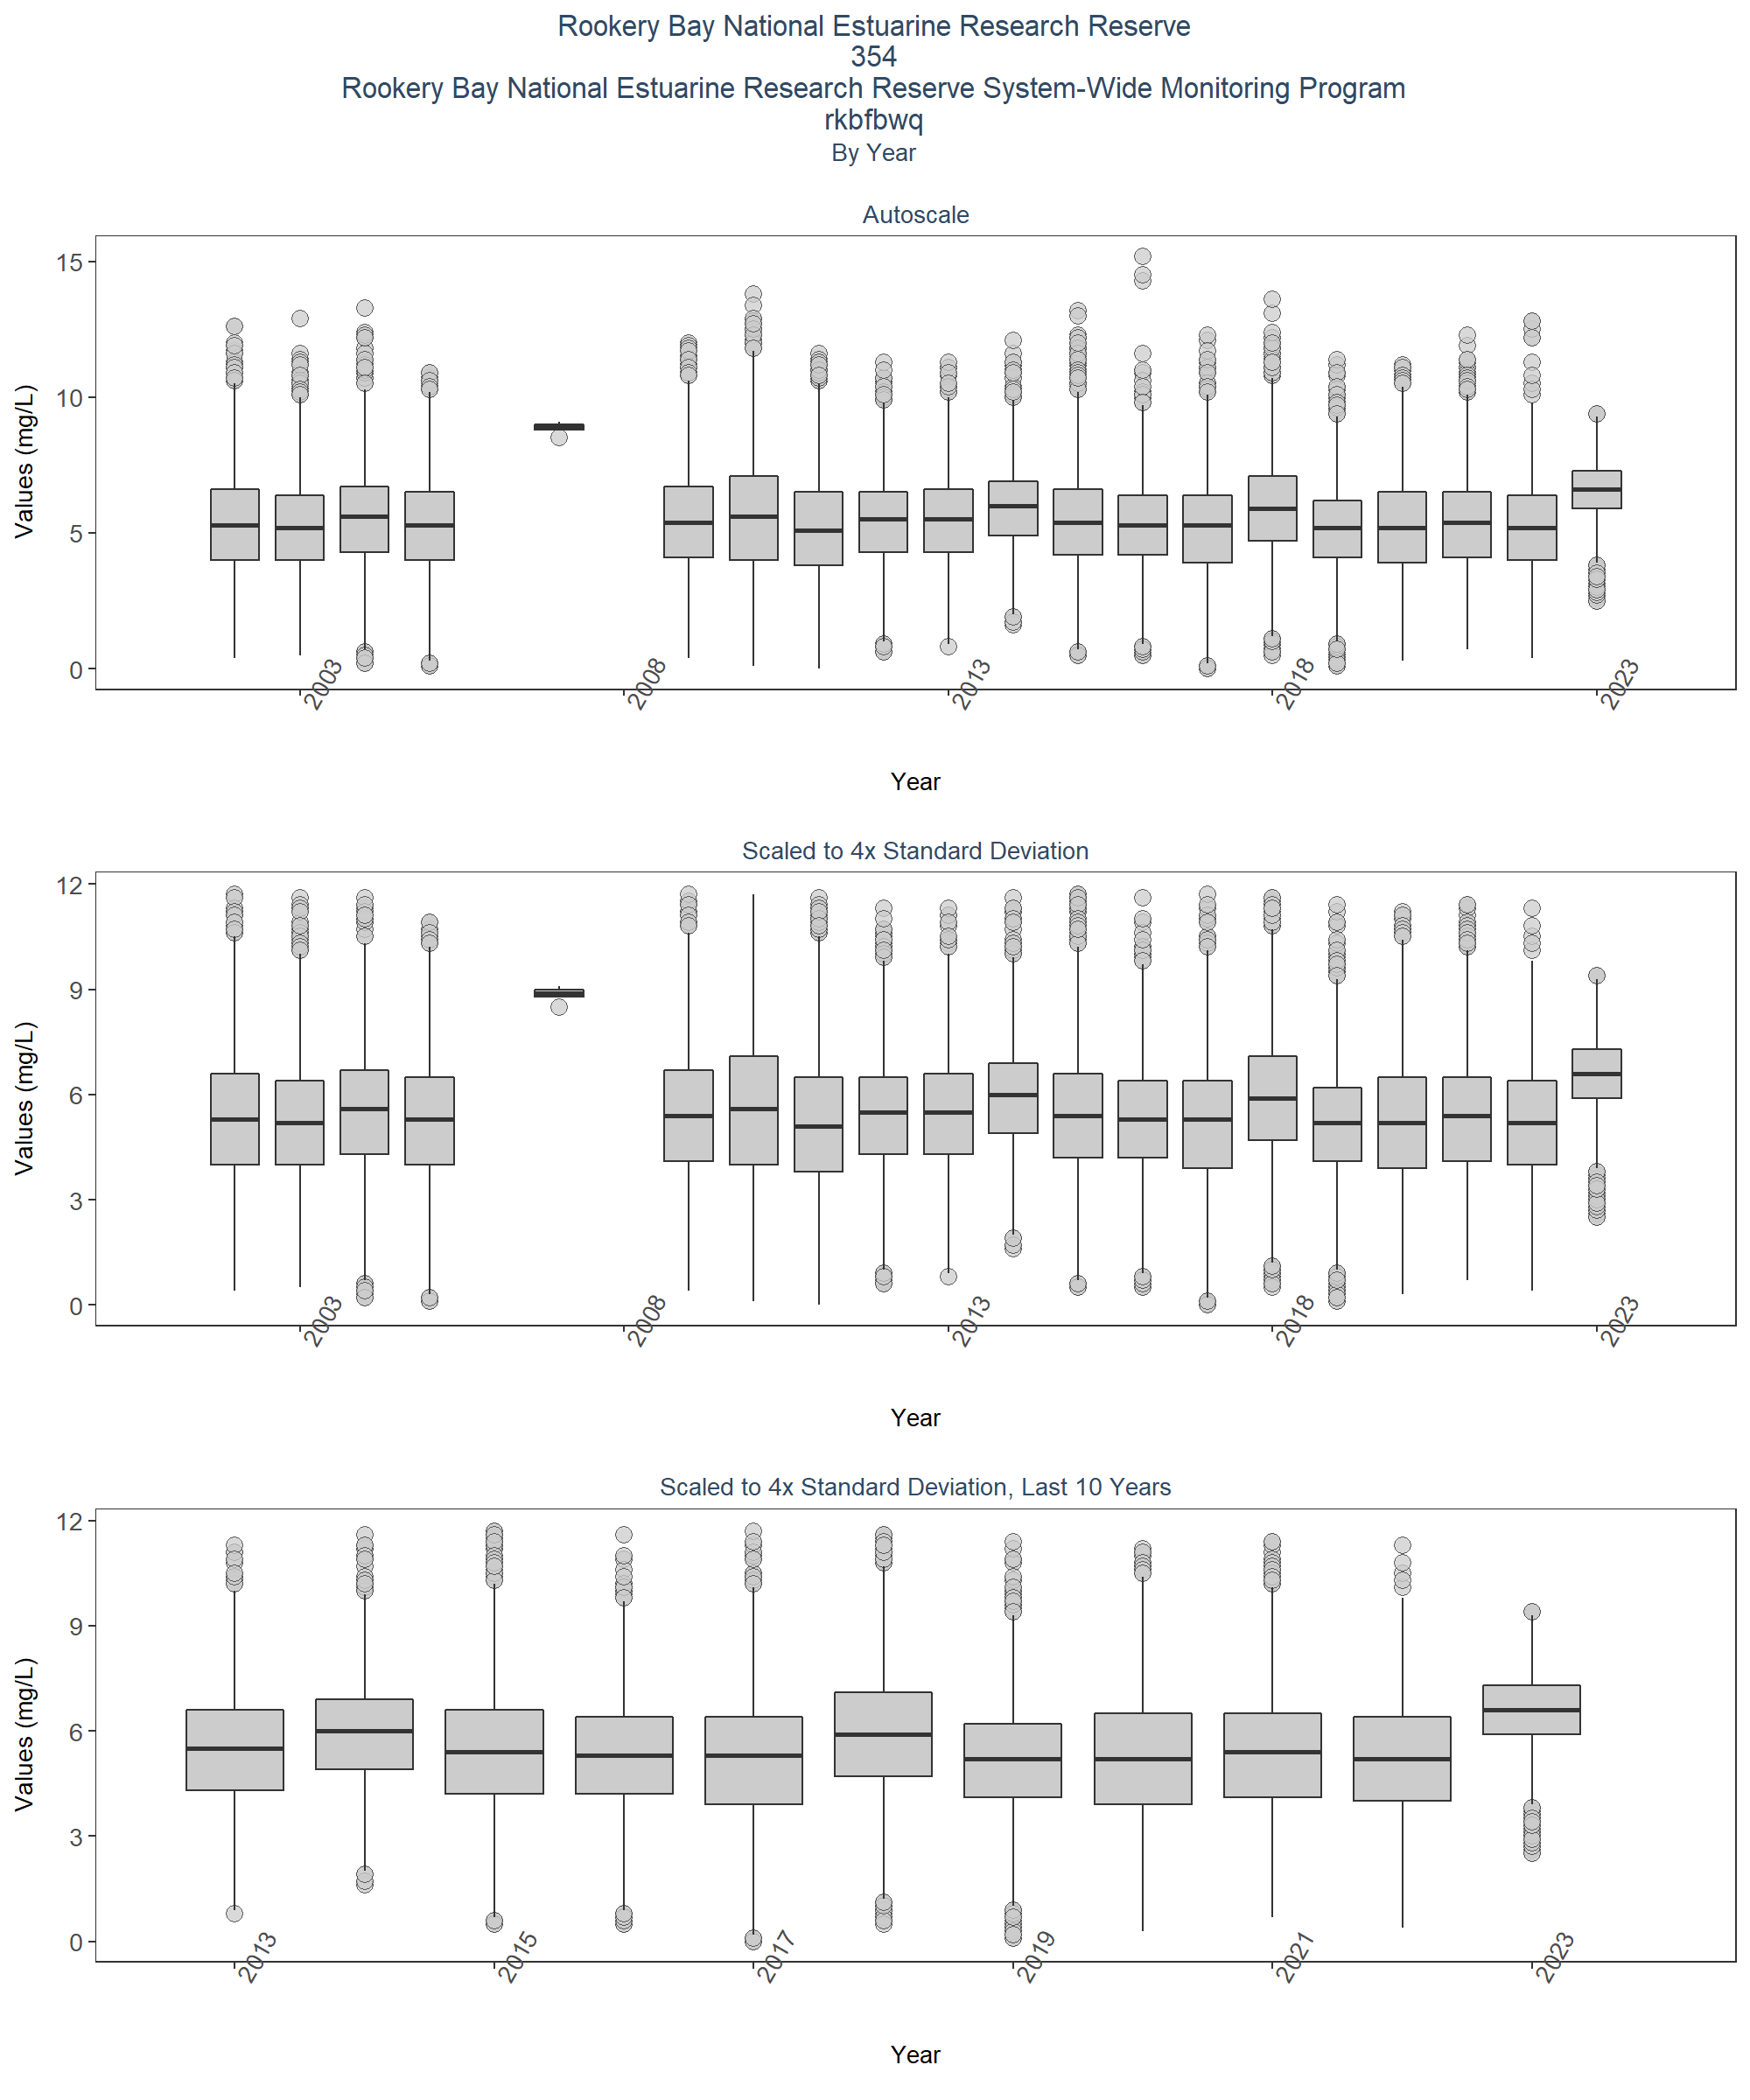 Rookery Bay National Estuarine Research Reserve
354
Rookery Bay National Estuarine Research Reserve System-Wide Monitoring Program
rkbfbwq
By Year
Autoscale
Values (mg/L)
15
10
5
0
2003
2008
2013
2018
2023
Year
Scaled to 4x Standard Deviation
Values (mg/L)
12
9
6
3
0
2003
2008
2013
2018
2023
Year
Scaled to 4x Standard Deviation, Last 10 Years
Values (mg/L)
12
9
6
3
0
2013
2015
2017
2019
2021
2023
Year